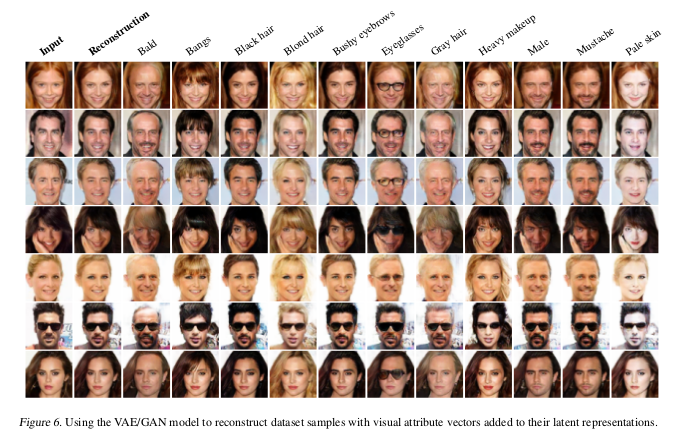 Input
Reconstruction
Bald
Bangs
Black hair
Blond hair
Bushy eyebrows
Eyeglasses
Gray hair
Heavy makeup
Male
Mustache
Pale skin
Figure 6. Using the VAE/GAN model to reconstruct dataset samples with visual attribute vectors added to their latent representations.